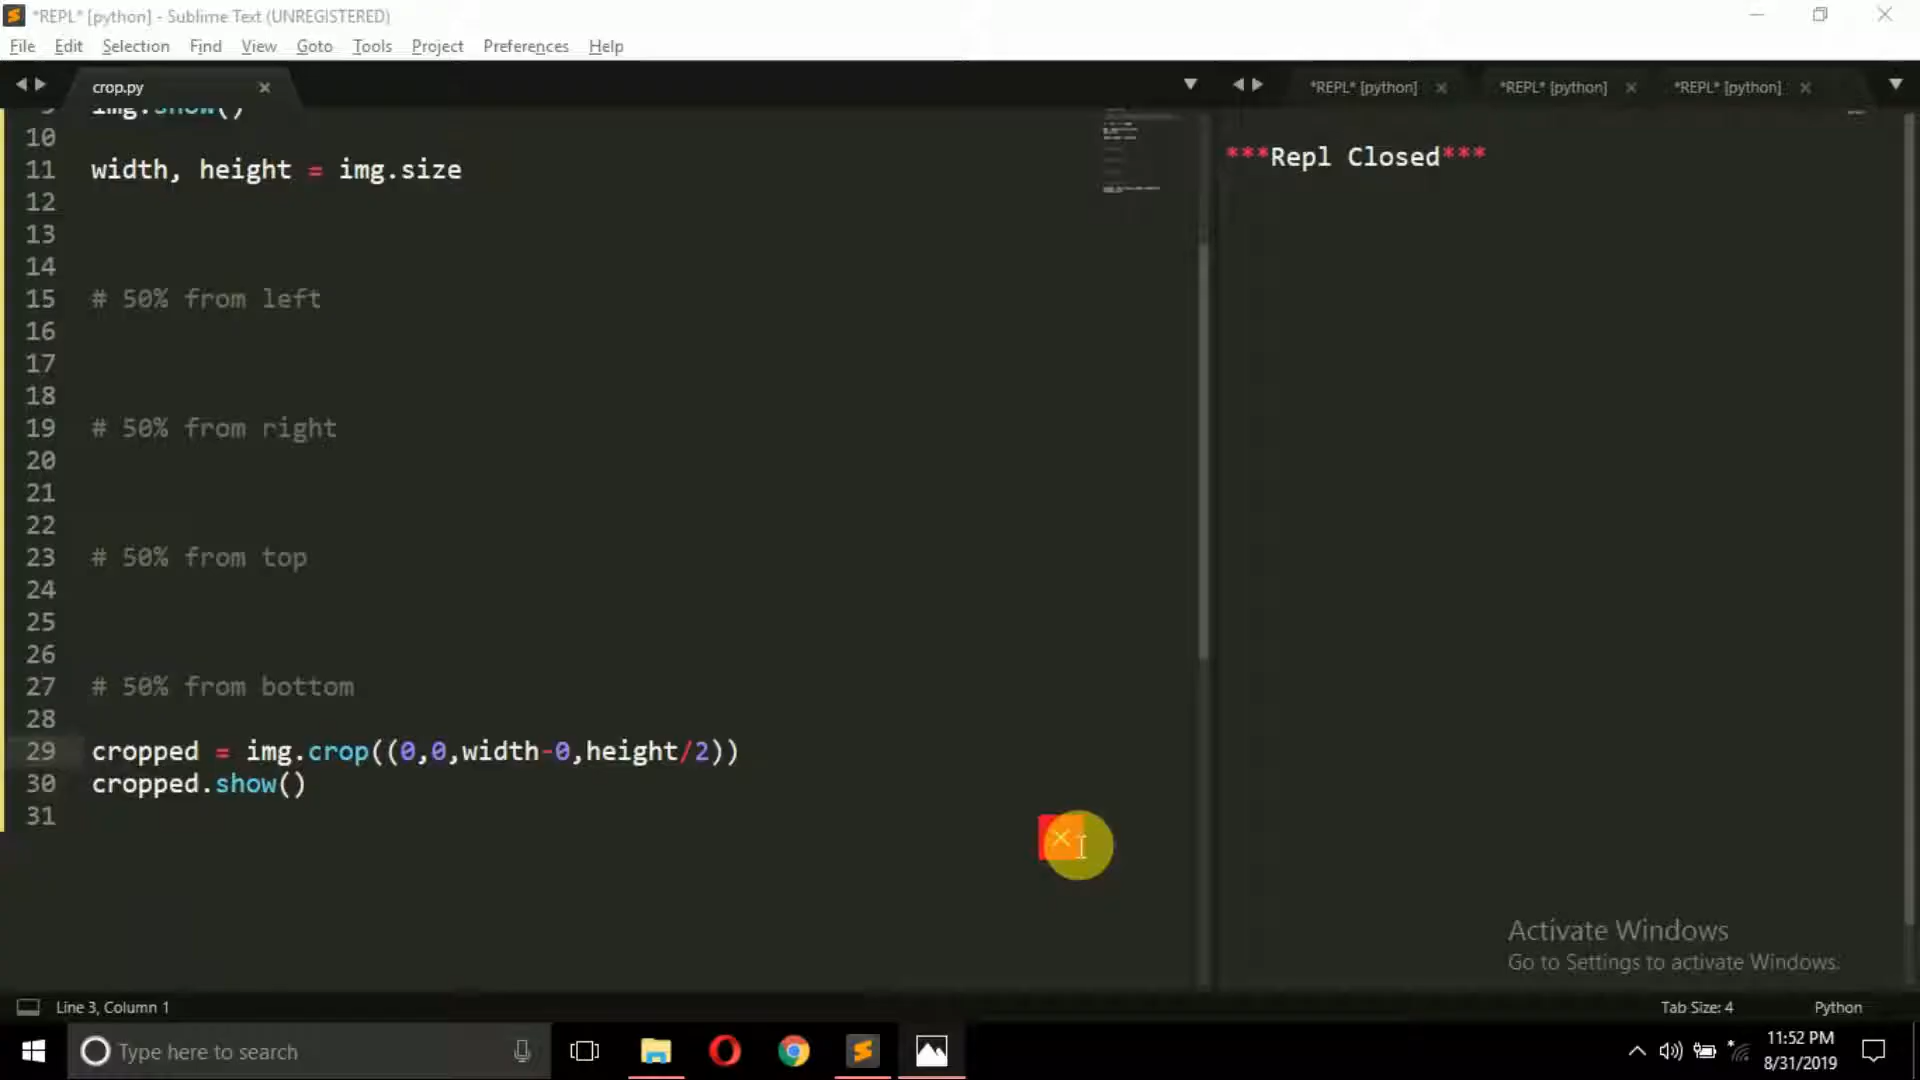 *REPL* [python] - Sublime Text (UNREGISTERED)
File Edit Selection Find View Goto Tools Project Preferences Help
crop.py
*REPL* [python] *REPL* [python] *REPL* [python]
9 img.show()
10
11 width, height = img.size
12
13
14
15 # 50% from left
16
17
18
19 # 50% from right
20
21
22
23 # 50% from top
24
25
26
27 # 50% from bottom
28
29 cropped = img.crop((0,0,width-0,height/2))
30 cropped.show()
31
***Repl Closed***
Activate Windows
Go to Settings to activate Windows.
Line 3, Column 1
Tab Size: 4 Python
Type here to search
11:52 PM
8/31/2019